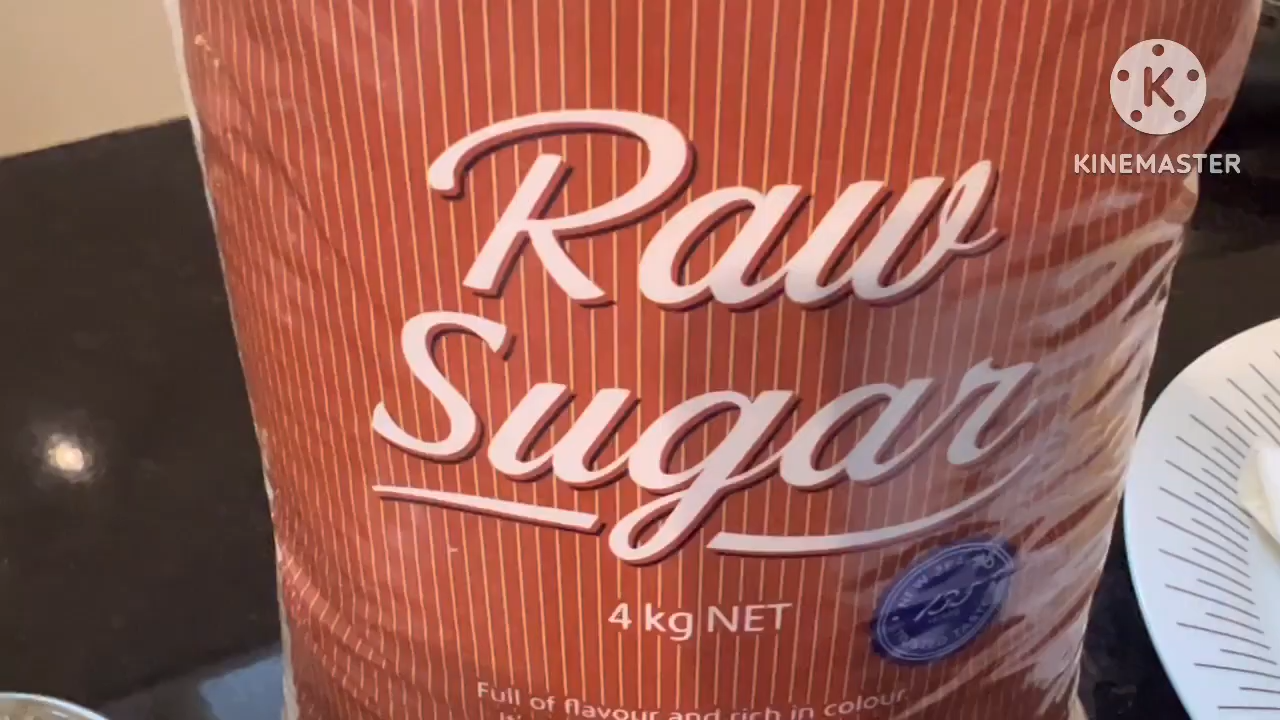 K
KINEMASTER
Raw
Sugar
4 kg NET
Full of flavour and rich in colour.